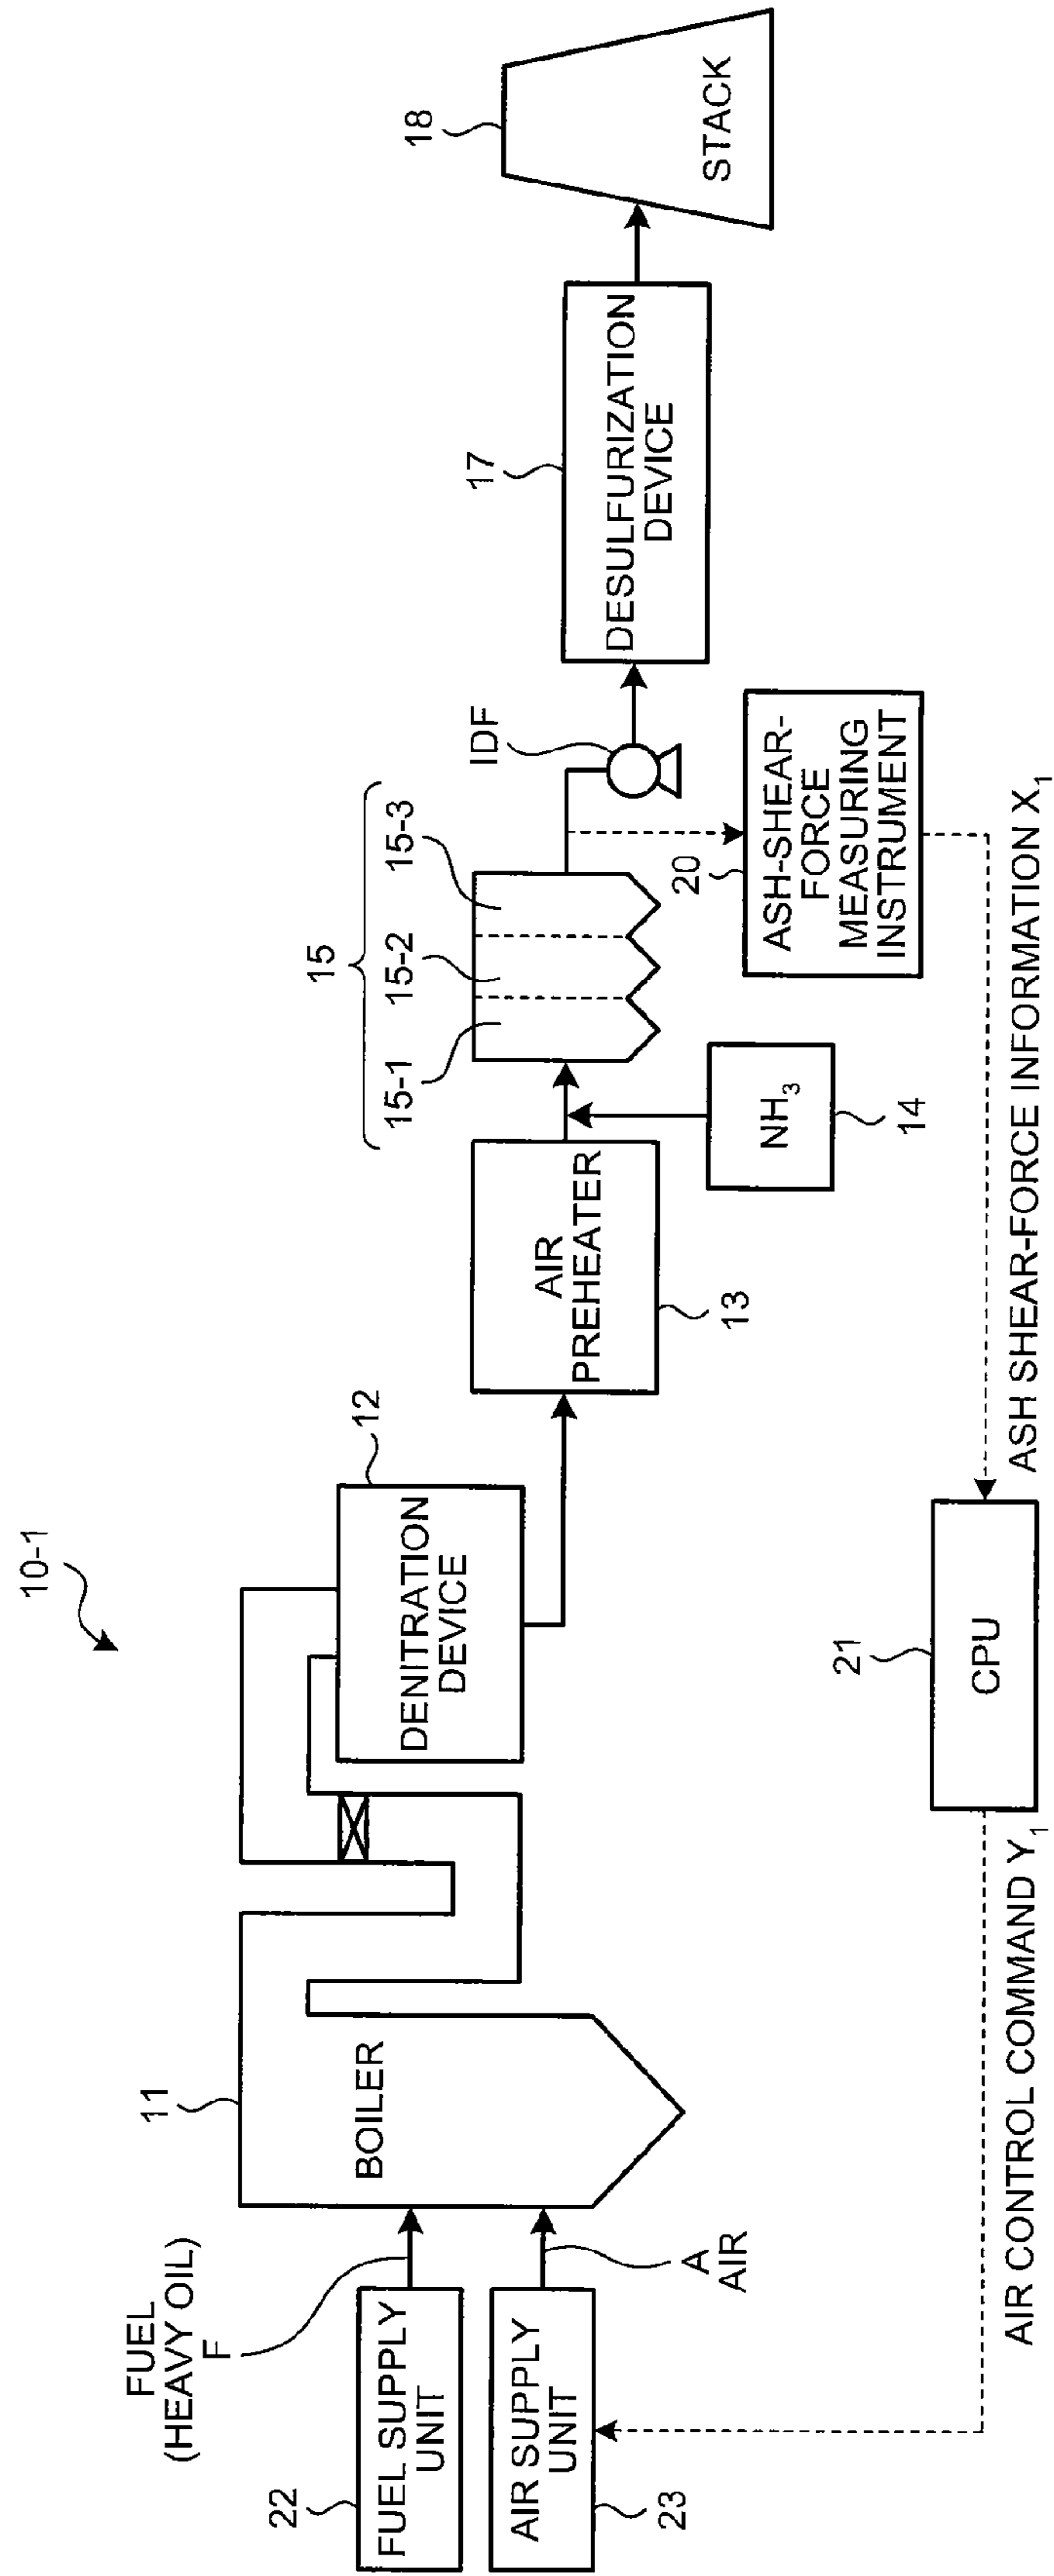 10-1
FUEL
(HEAVY OIL)
F
22
FUEL SUPPLY
UNIT
AIR SUPPLY
UNIT
23
A
AIR
11
BOILER
12
DENITRATION
DEVICE
AIR
PREHEATER
13
NH3
14
15
15-1
15-2
15-3
IDF
20
ASH-SHEAR-
FORCE
MEASURING
INSTRUMENT
17
DESULFURIZATION
DEVICE
18
STACK
21
CPU
AIR CONTROL COMMAND Y1
ASH SHEAR-FORCE INFORMATION X1